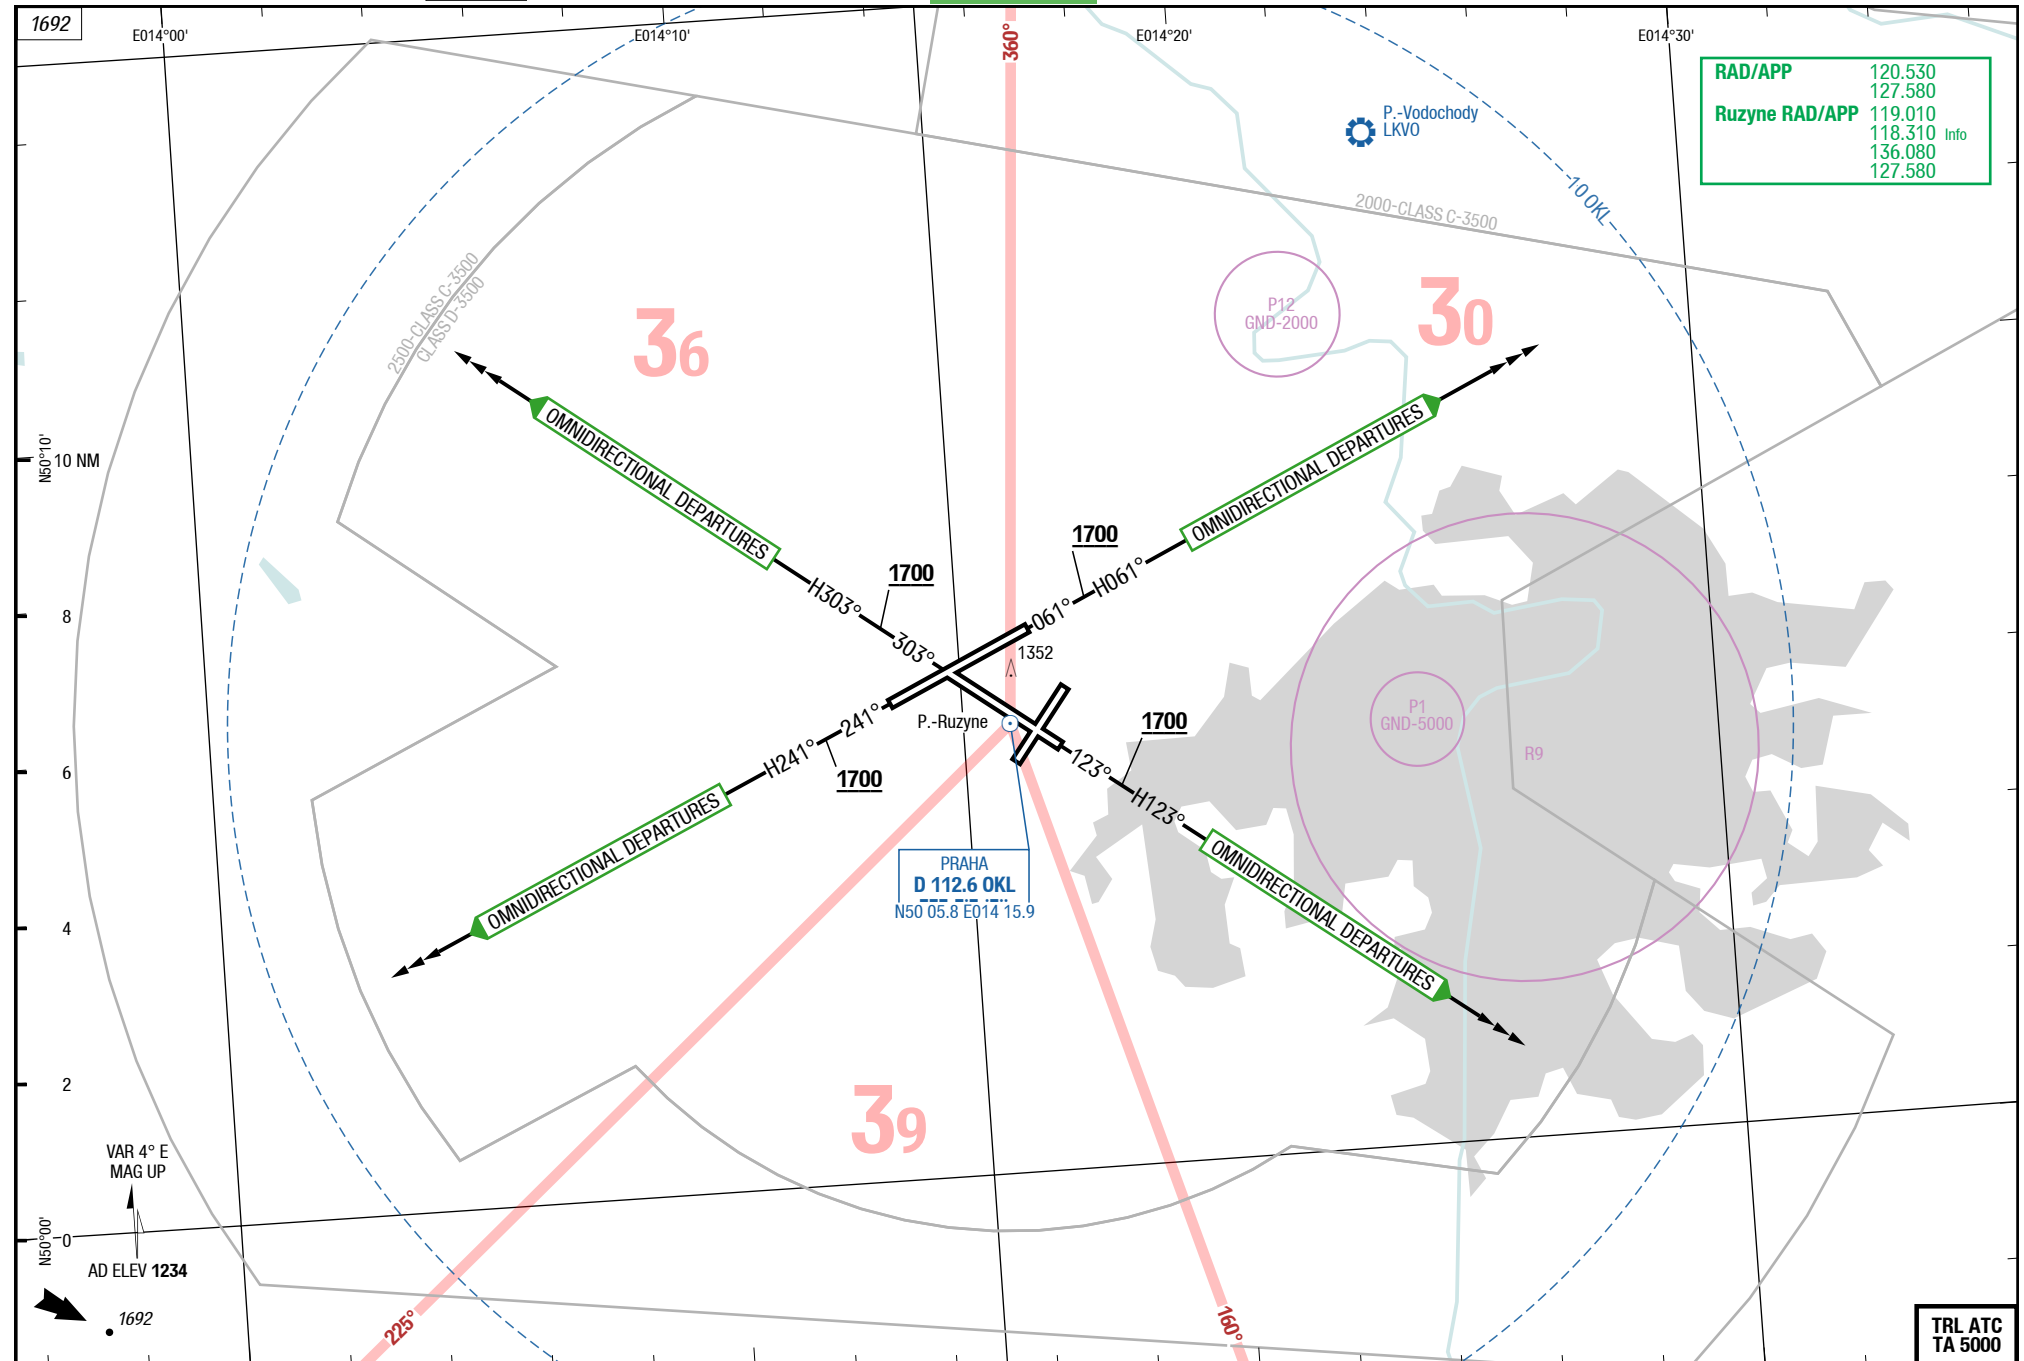 1692
E014°00'
E014°10'
360°
E014°20'
E014°30'
RAD/APP 120.530
127.580
Ruzyne RAD/APP 119.010
118.310 Info
136.080
127.580
P.-Vodochody
LKVO
10 OKL
2000-CLASS C-3500
2500-CLASS C-3500
CLASS D-3500
P12
GND-2000
36
30
OMNIDIRECTIONAL DEPARTURES
OMNIDIRECTIONAL DEPARTURES
N50°10'
10 NM
1700
1700
H303°
H061°
8
303°
061°
1352
241°
P.-Ruzyne
1700
P1
GND-5000
R9
H241°
1700
123°
6
H123°
OMNIDIRECTIONAL DEPARTURES
OMNIDIRECTIONAL DEPARTURES
PRAHA
D 112.6 OKL
N50 05.8 E014 15.9
4
2
39
VAR 4° E
MAG UP
N50°00'
0
AD ELEV 1234
1692
225°
160°
TRL ATC
TA 5000